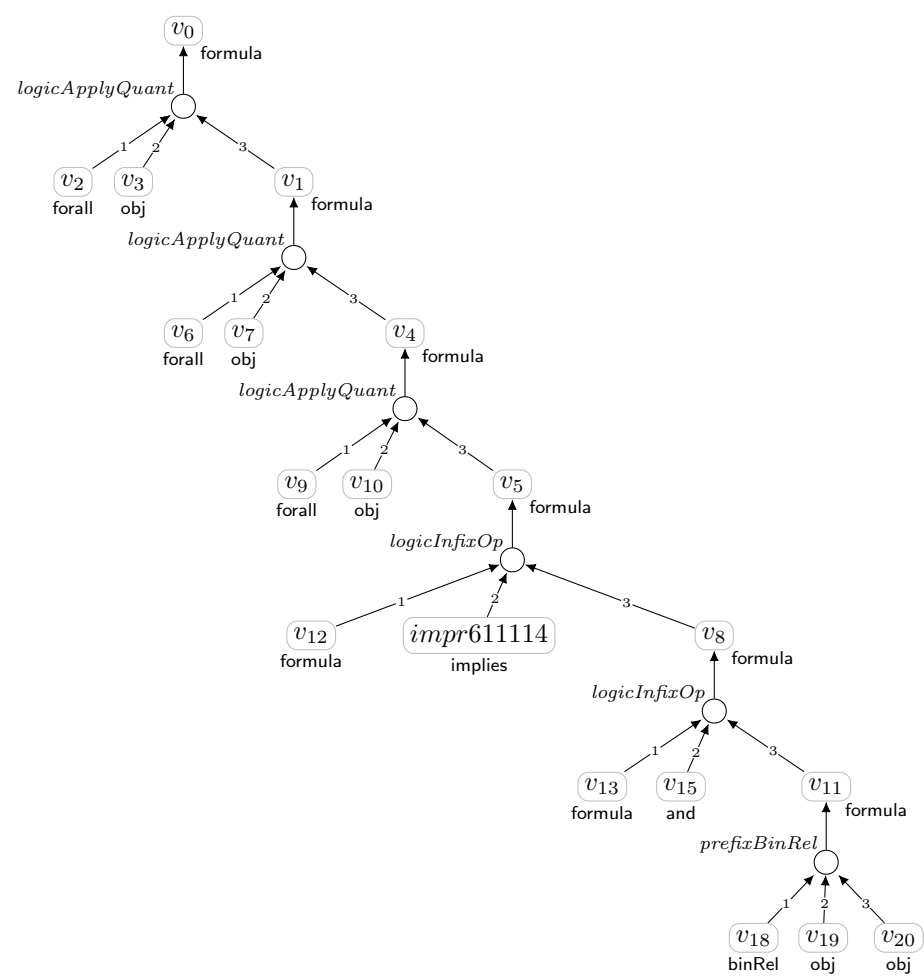 v0
formula
logicApplyQuant
1 2 3
v2 v3 v1
forall obj formula
logicApplyQuant
1 2 3
v6 v7 v4
forall obj formula
logicApplyQuant
1 2 3
v9 v10 v5
forall obj formula
logicInfixOp
1 2 3
v12 impr611114 v8
formula implies formula
logicInfixOp
1 2 3
v13 v15 v11
formula and formula
prefixBinRel
1 2 3
v18 v19 v20
binRel obj obj